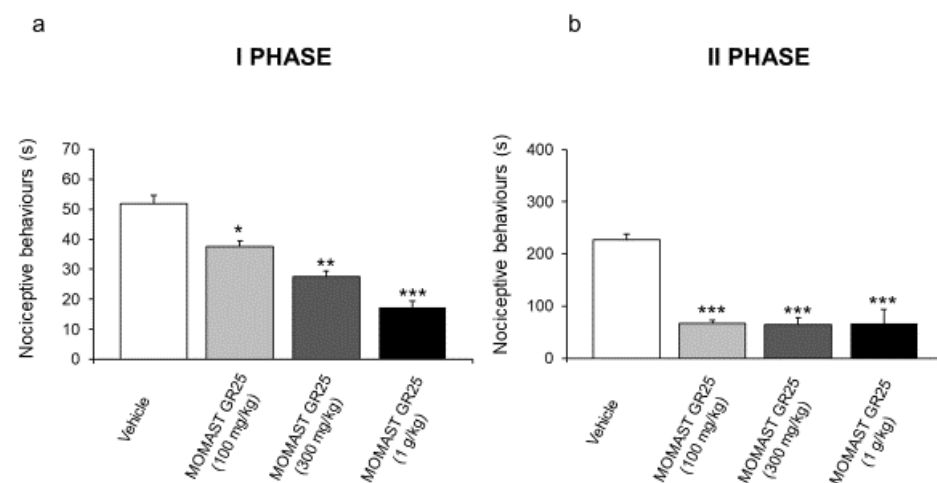 a
I PHASE
Nociceptive behaviours (s)
70
60
50
40
30
20
10
0
*
**
***
Vehicle
MOMAST GR25
(100 mg/kg)
MOMAST GR25
(300 mg/kg)
MOMAST GR25
(1 g/kg)
b
II PHASE
Nociceptive behaviours (s)
400
300
200
100
0
***
***
***
Vehicle
MOMAST GR25
(100 mg/kg)
MOMAST GR25
(300 mg/kg)
MOMAST GR25
(1 g/kg)